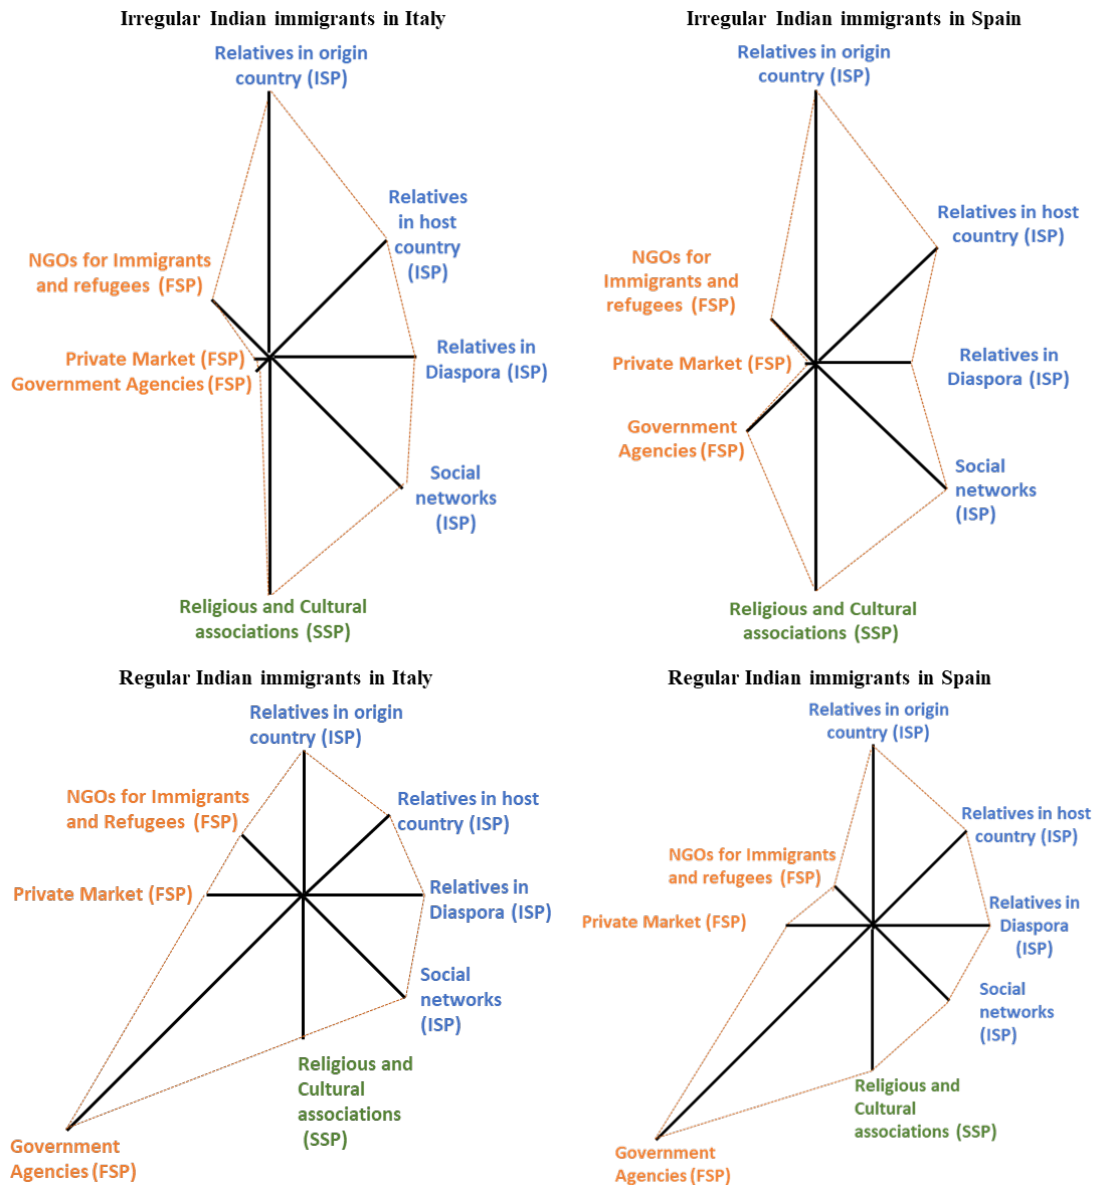 Irregular Indian immigrants in Italy
Relatives in origin
country (ISP)
Relatives
in host
country
(ISP)
NGOs for Immigrants
and refugees (FSP)
Private Market (FSP)
Government Agencies (FSP)
Relatives in
Diaspora (ISP)
Social
networks
(ISP)
Religious and Cultural
associations (SSP)
Irregular Indian immigrants in Spain
Relatives in origin
country (ISP)
Relatives in host
country (ISP)
NGOs for
Immigrants and
refugees (FSP)
Private Market (FSP)
Relatives in
Diaspora (ISP)
Government
Agencies (FSP)
Social
networks
(ISP)
Religious and Cultural
associations (SSP)
Regular Indian immigrants in Italy
Relatives in origin
country (ISP)
NGOs for Immigrants
and Refugees (FSP)
Relatives in host
country (ISP)
Private Market (FSP)
Relatives in
Diaspora (ISP)
Social
networks
(ISP)
Religious and
Cultural
associations
(SSP)
Government
Agencies (FSP)
Regular Indian immigrants in Spain
Relatives in origin
country (ISP)
Relatives in host
country (ISP)
NGOs for Immigrants
and refugees (FSP)
Private Market (FSP)
Relatives in
Diaspora
(ISP)
Social
networks
(ISP)
Religious and
Cultural
associations (SSP)
Government
Agencies (FSP)